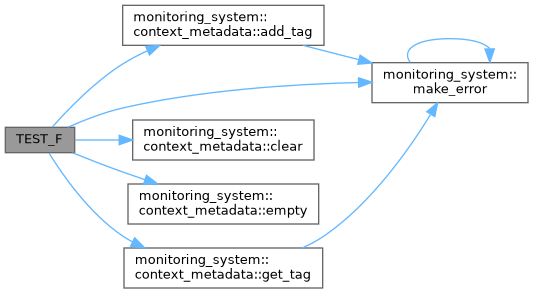 monitoring_system::
context_metadata::add_tag
monitoring_system::
make_error
TEST_F
monitoring_system::
context_metadata::clear
monitoring_system::
context_metadata::empty
monitoring_system::
context_metadata::get_tag